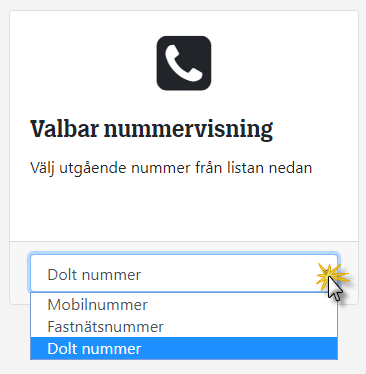 Valbar nummervisning
Välj utgående nummer från listan nedan
Dolt nummer
Mobilnummer
Fastnätsnummer
Dolt nummer